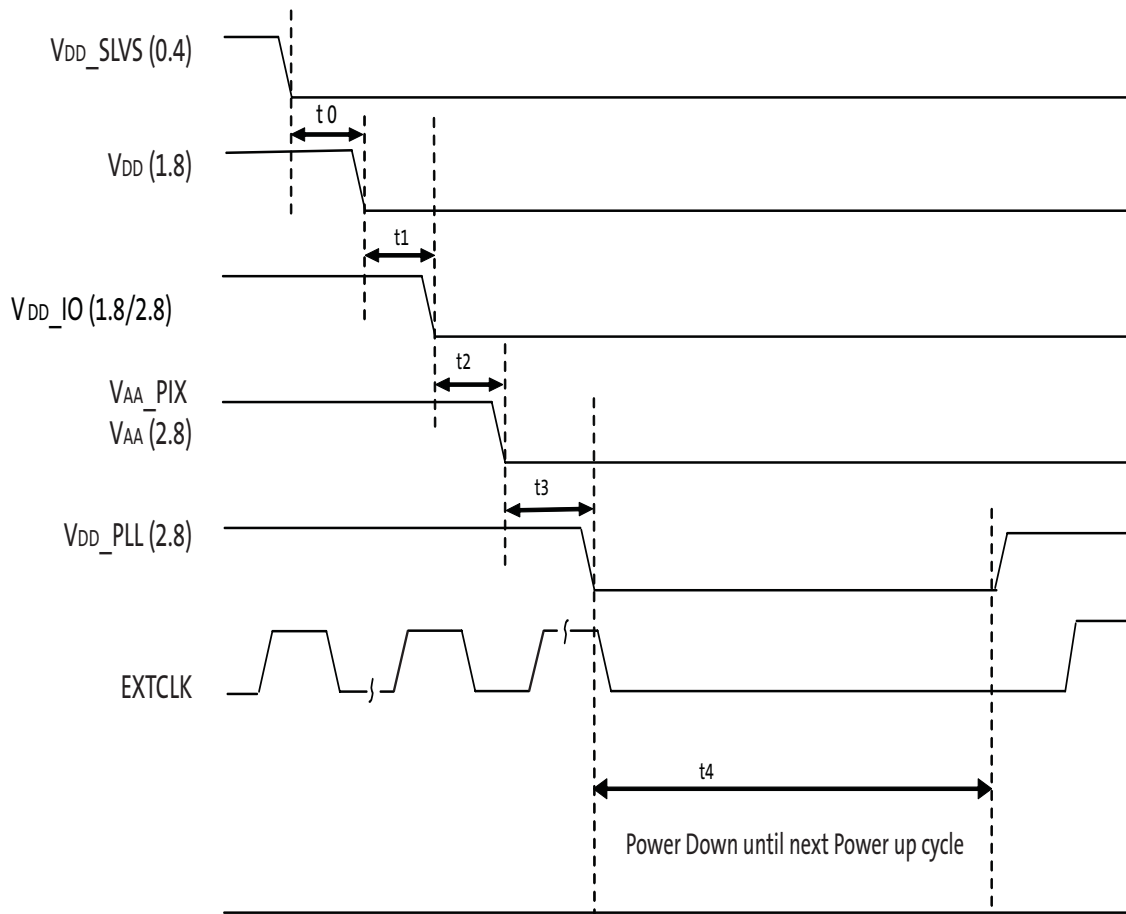 VDD_SLVS (0.4)
t 0
VDD (1.8)
t1
VDD_IO (1.8/2.8)
t2
VAA_PIX
VAA (2.8)
t3
VDD_PLL (2.8)
EXTCLK
t4
Power Down until next Power up cycle